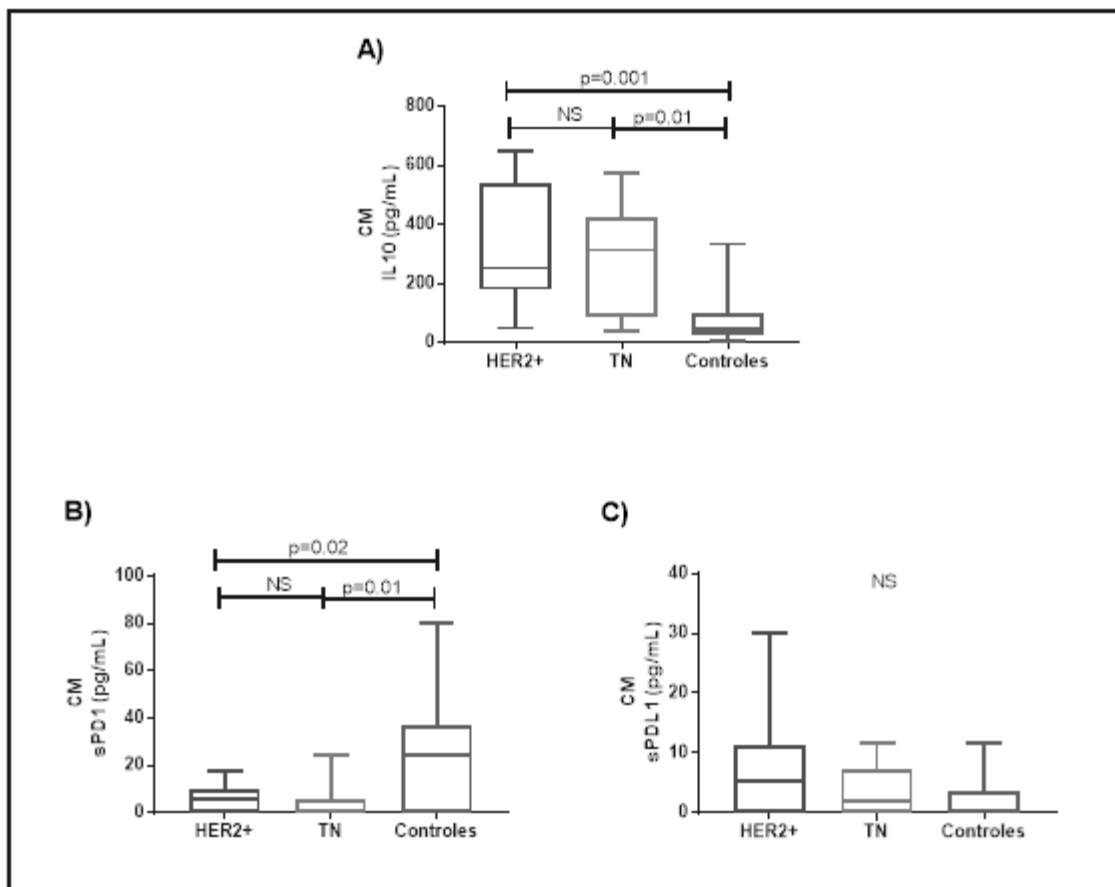 A)
p=0.001
NS
p=0.01
CM
IL10 (pg/mL)
800
600
400
200
0
HER2+
TN
Controles
B)
p=0.02
NS
p=0.01
CM
sPD1 (pg/mL)
100
80
60
40
20
0
HER2+
TN
Controles
C)
NS
CM
sPDL1 (pg/mL)
40
30
20
10
0
HER2+
TN
Controles